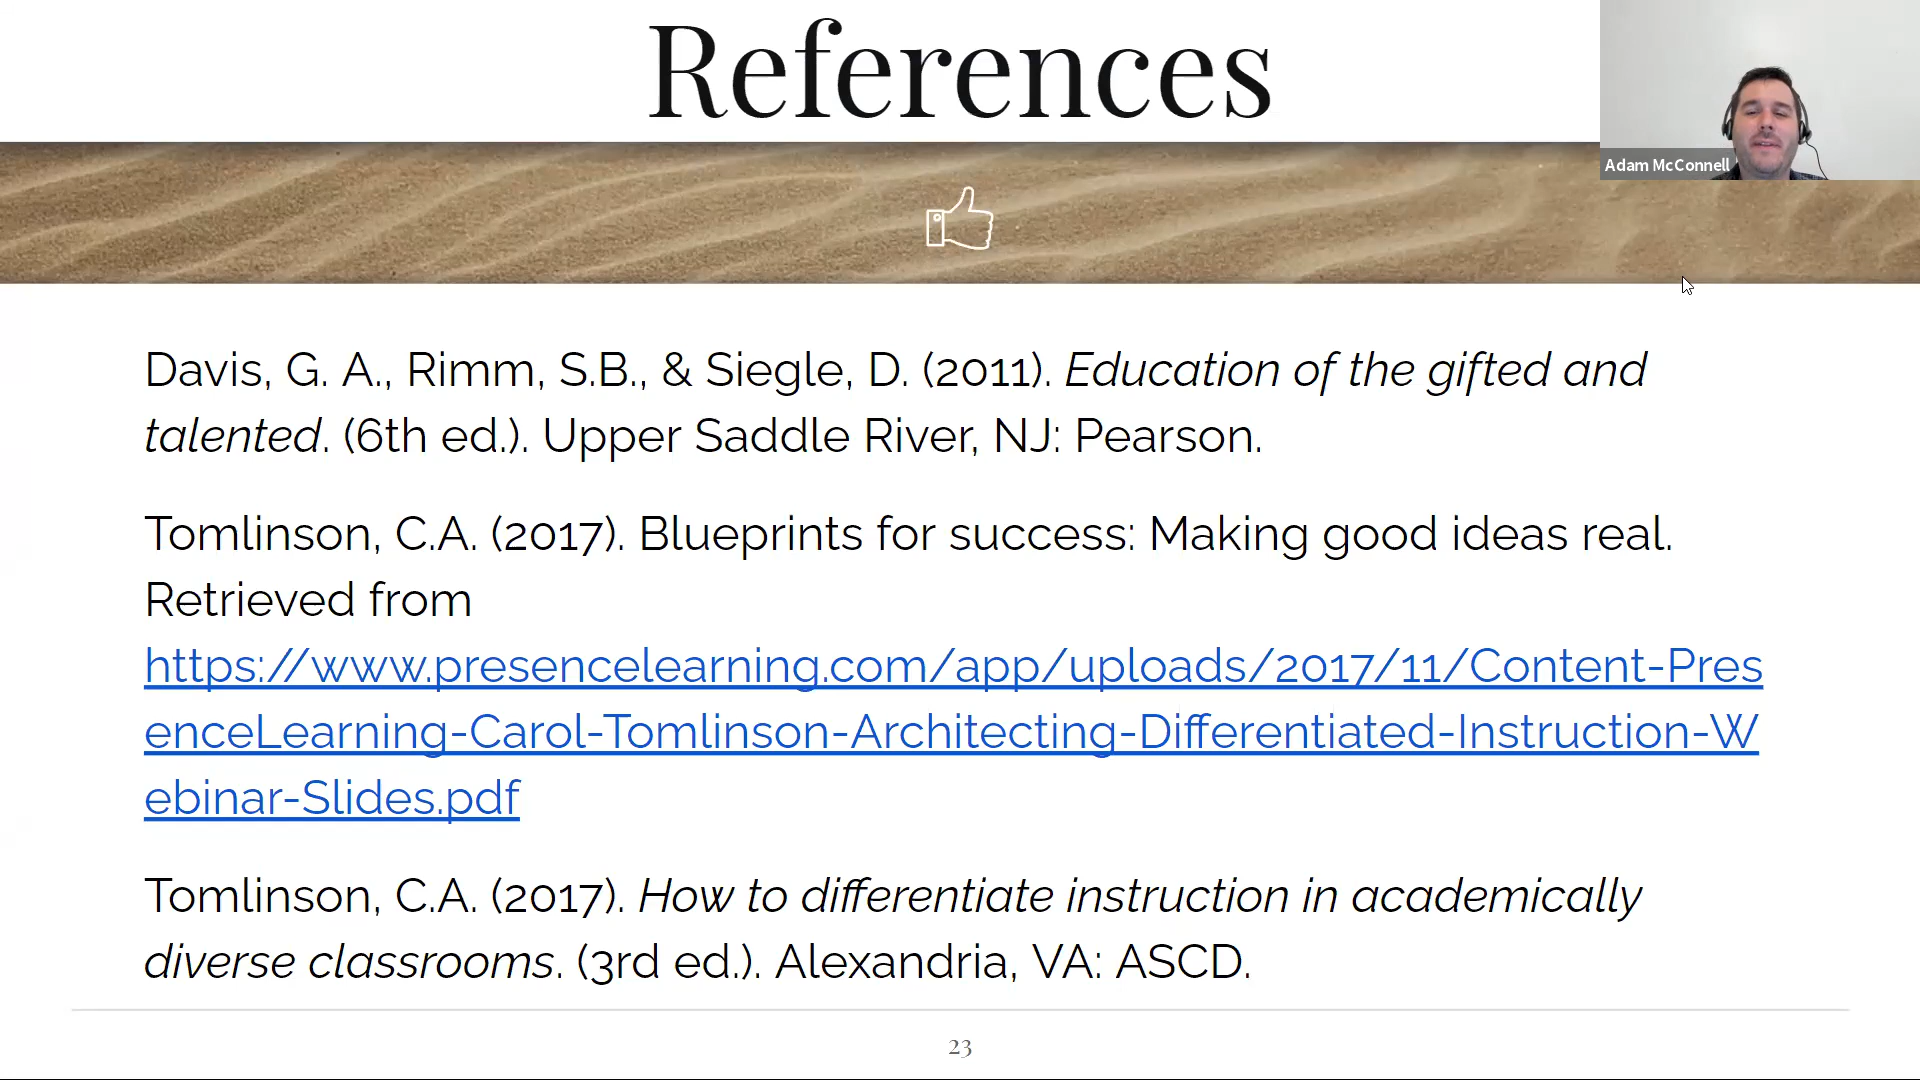 References
Adam McConnell
Davis, G. A., Rimm, S.B., & Siegle, D. (2011). Education of the gifted and
talented. (6th ed.). Upper Saddle River, NJ: Pearson.
Tomlinson, C.A. (2017). Blueprints for success: Making good ideas real.
Retrieved from
https://www.presencelearning.com/app/uploads/2017/11/Content-Pres
enceLearning-Carol-Tomlinson-Architecting-Differentiated-Instruction-W
ebinar-Slides.pdf
Tomlinson, C.A. (2017). How to differentiate instruction in academically
diverse classrooms. (3rd ed.). Alexandria, VA: ASCD.
23